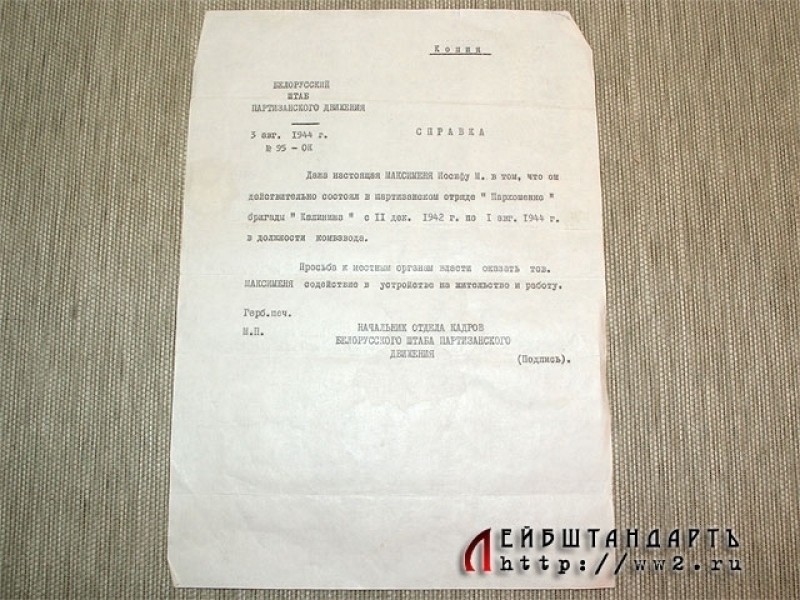 Копия
БЕЛОРУССКИЙ
ШТАБ
ПАРТИЗАНСКОГО ДВИЖЕНИЯ
3 авг. 1944 г.
СПРАВКА
№ 95 - ОК
Дана настоящая МАКСИМЕНЯ Иосифу М. в том, что он
действительно состоял в партизанском отряде " Пархоменко "
бригады " Калинина " с II дек. 1942 г. по I авг. 1944 г.
в должности комвзвода.
Просьба к местным органам власти оказать тов.
МАКСИМЕНЯ содействие в устройстве на жительство и работу.
Герб.печ.
М.П.
НАЧАЛЬНИК ОТДЕЛА КАДРОВ
БЕЛОРУССКОГО ШТАБА ПАРТИЗАНСКОГО
ДВИЖЕНИЯ
(Подпись).
ЛЕЙБШТАНДАРТЪ
http://ww2.ru